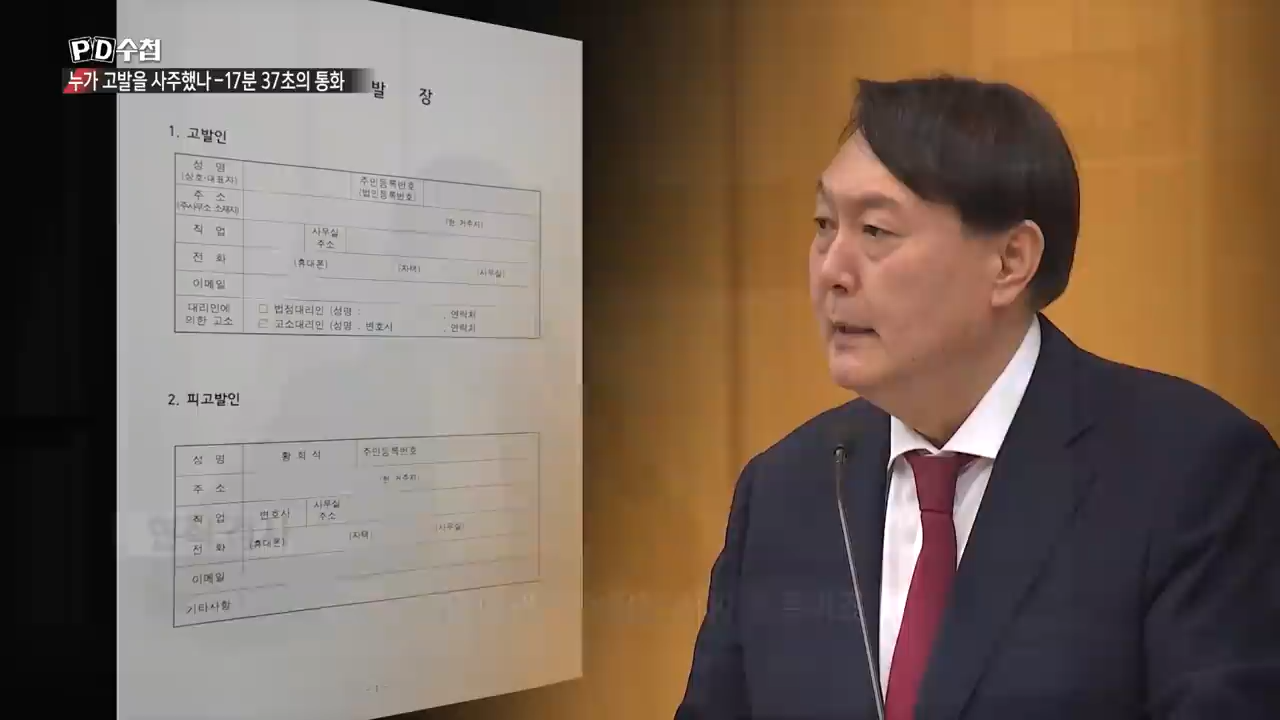 PD수첩
누가 고발을 사주했나-17분 37초의 통화
발 장
1. 고발인
성 명
(상호·대표자)
주민등록번호
(법인등록번호)
주 소
(주사무소 소재지)
(현 거주지)
직 업
사무실
주소
전 화
(휴대폰)
(자택)
(사무실)
이메일
대리인에
의한 고소
□ 법정대리인 (성명 : , 연락처
□ 고소대리인 (성명 : 변호사 , 연락처
2. 피고발인
성 명
황 희 석
주민등록번호
주 소
(현 거주지)
직 업
변호사
사무실
주소
전 화
(휴대폰)
(자택)
(사무실)
이메일
기타사항
- 1 -